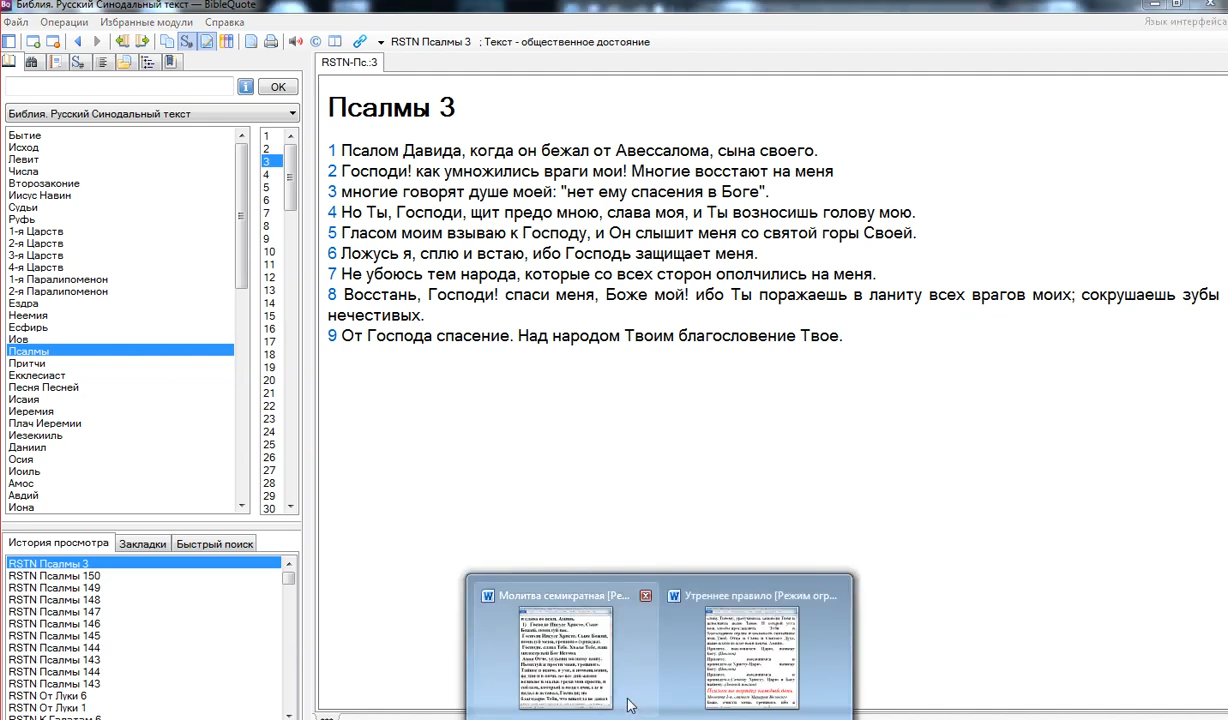 Библия. Русский Синодальный текст — BibleQuote
Файл Операции Избранные модули Справка
Язык интерфейса
RSTN Псалмы 3 ; Текст - общественное достояние
RSTN-Пс.:3
OK
Библия. Русский Синодальный текст
Бытие
Исход
Левит
Числа
Второзаконие
Иисус Навин
Судьи
Руфь
1-я Царств
2-я Царств
3-я Царств
4-я Царств
1-я Паралипоменон
2-я Паралипоменон
Ездра
Неемия
Есфирь
Иов
Псалмы
Притчи
Екклесиаст
Песня Песней
Исаия
Иеремия
Плач Иеремии
Иезекииль
Даниил
Осия
Иоиль
Амос
Авдий
Иона
1
2
3
4
5
6
7
8
9
10
11
12
13
14
15
16
17
18
19
20
21
22
23
24
25
26
27
28
29
30
Псалмы 3
1 Псалом Давида, когда он бежал от Авессалома, сына своего.
2 Господи! как умножились враги мои! Многие восстают на меня
3 многие говорят душе моей: "нет ему спасения в Боге".
4 Но Ты, Господи, щит предо мною, слава моя, и Ты возносишь голову мою.
5 Гласом моим взываю к Господу, и Он слышит меня со святой горы Своей.
6 Ложусь я, сплю и встаю, ибо Господь защищает меня.
7 Не убоюсь тем народа, которые со всех сторон ополчились на меня.
8 Восстань, Господи! спаси меня, Боже мой! ибо Ты поражаешь в ланиту всех врагов моих; сокрушаешь зубы
нечестивых.
9 От Господа спасение. Над народом Твоим благословение Твое.
История просмотра Закладки Быстрый поиск
RSTN Псалмы 3
RSTN Псалмы 150
RSTN Псалмы 149
RSTN Псалмы 148
RSTN Псалмы 147
RSTN Псалмы 146
RSTN Псалмы 145
RSTN Псалмы 144
RSTN Псалмы 143
RSTN Псалмы 144
RSTN Псалмы 143
RSTN От Луки 6
RSTN От Луки 1
RSTN К Галатам 6
Молитва семикратная [Ре... Утреннее правило [Режим огр...